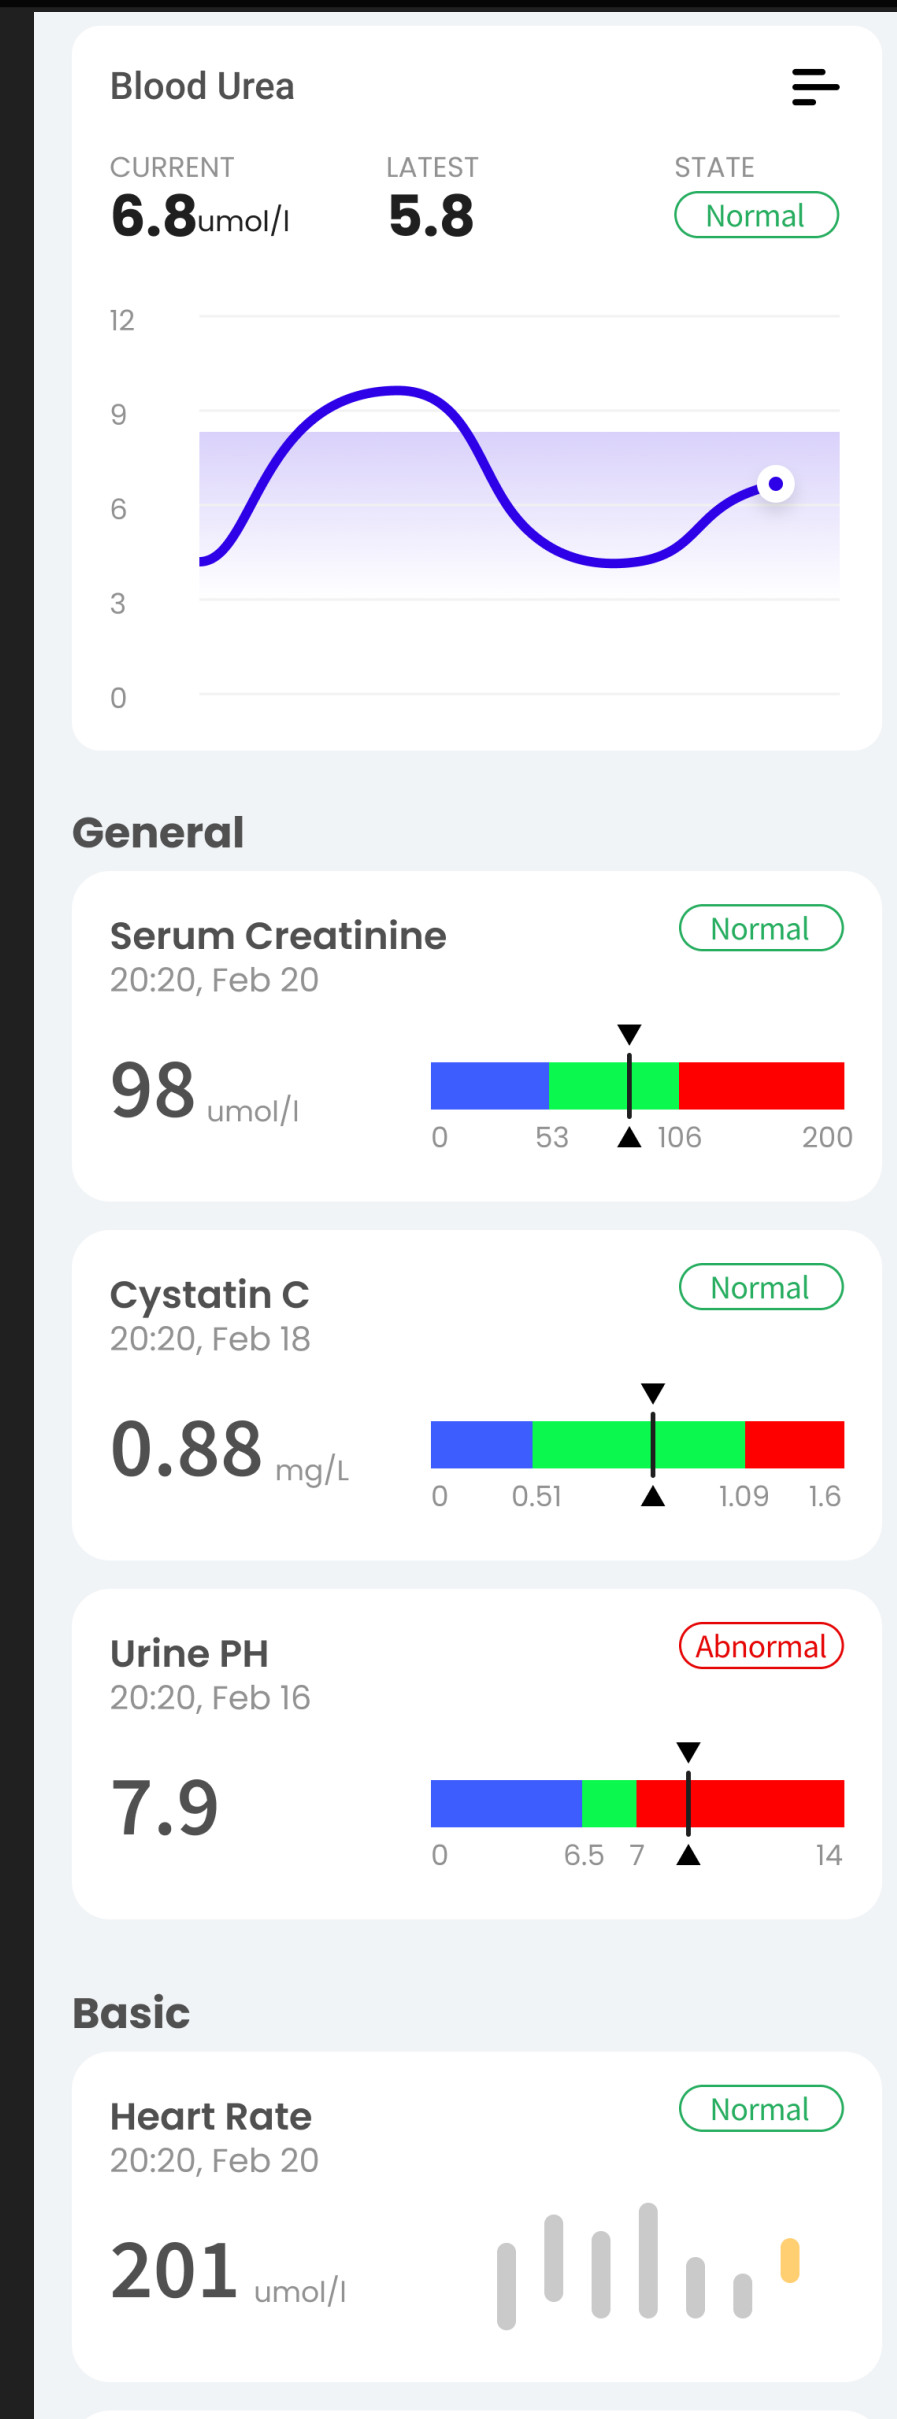 Blood Urea
CURRENT LATEST STATE
6.8umol/l 5.8 Normal
12
9
6
3
0
General
Serum Creatinine Normal
20:20, Feb 20
98 umol/l
0 53 106 200
Cystatin C Normal
20:20, Feb 18
0.88 mg/L
0 0.51 1.09 1.6
Urine PH Abnormal
20:20, Feb 16
7.9
0 6.5 7 14
Basic
Heart Rate Normal
20:20, Feb 20
201 umol/l